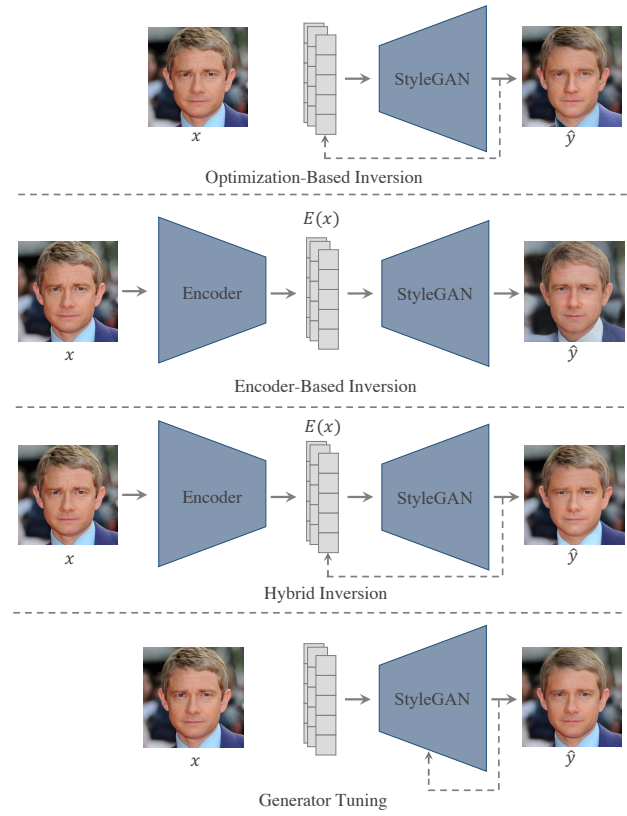 StyleGAN
x
ŷ
Optimization-Based Inversion
E(x)
Encoder
StyleGAN
x
ŷ
Encoder-Based Inversion
E(x)
Encoder
StyleGAN
x
ŷ
Hybrid Inversion
StyleGAN
x
ŷ
Generator Tuning